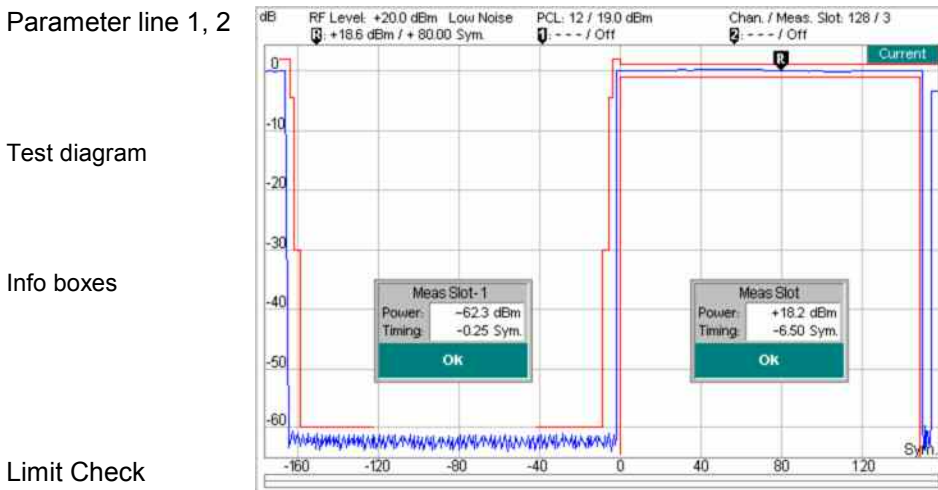 Parameter line 1, 2
dB RF Level: +20.0 dBm Low Noise PCL: 12 / 19.0 dBm Chan. / Meas. Slot: 128 / 3
R: +18.6 dBm / + 80.00 Sym. 1: - - - / Off 2: - - - / Off
R Current
0
-10
Test diagram
-20
-30
Info boxes
Meas Slot- 1 Meas Slot
-40
Power: -62.3 dBm Power: +18.2 dBm
Timing: -0.25 Sym. Timing: -6.50 Sym.
Ok Ok
-50
-60
Sym.
-160 -120 -80 -40 0 40 80 120
Limit Check